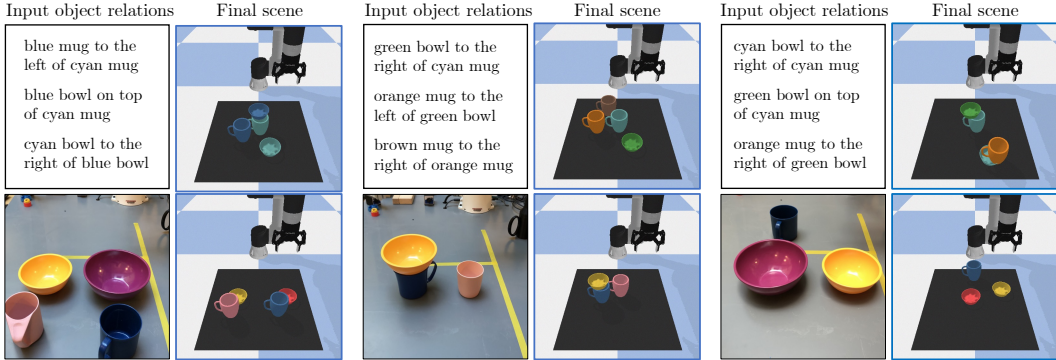 Input object relations
Final scene
Input object relations
Final scene
Input object relations
Final scene
blue mug to the
left of cyan mug
blue bowl on top
of cyan mug
cyan bowl to the
right of blue bowl
green bowl to the
right of cyan mug
orange mug to the
left of green bowl
brown mug to the
right of orange mug
cyan bowl to the
right of cyan mug
green bowl on top
of cyan mug
orange mug to the
right of green bowl